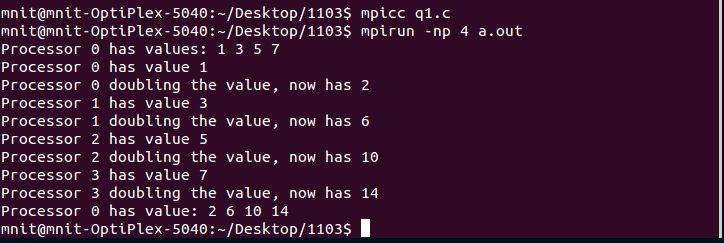 mnit@mnit-OptiPlex-5040:~/Desktop/1103$ mpicc q1.c
mnit@mnit-OptiPlex-5040:~/Desktop/1103$ mpirun -np 4 a.out
Processor 0 has values: 1 3 5 7
Processor 0 has value 1
Processor 0 doubling the value, now has 2
Processor 1 has value 3
Processor 1 doubling the value, now has 6
Processor 2 has value 5
Processor 2 doubling the value, now has 10
Processor 3 has value 7
Processor 3 doubling the value, now has 14
Processor 0 has value: 2 6 10 14
mnit@mnit-OptiPlex-5040:~/Desktop/1103$